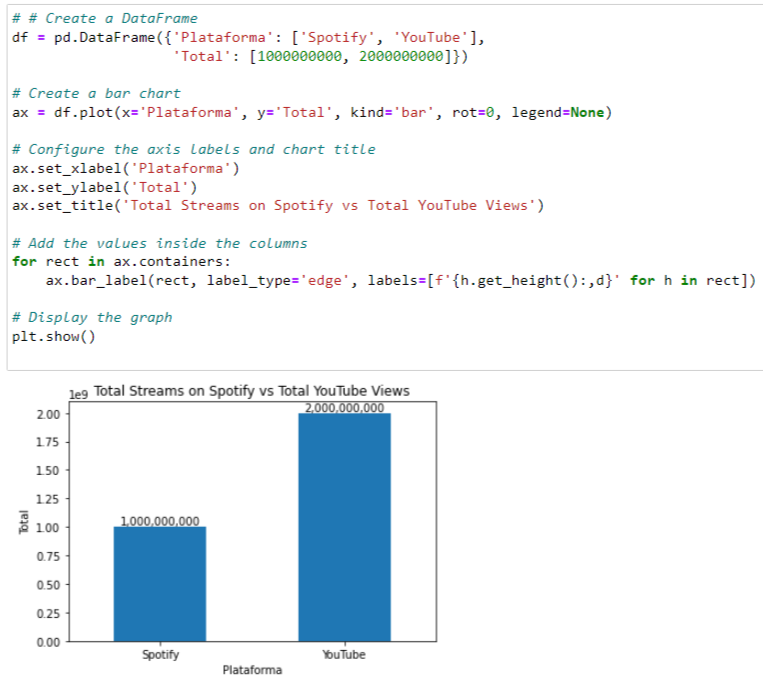 # # Create a DataFrame
df = pd.DataFrame({'Plataforma': ['Spotify', 'YouTube'],
                   'Total': [1000000000, 2000000000]})

# Create a bar chart
ax = df.plot(x='Plataforma', y='Total', kind='bar', rot=0, legend=None)

# Configure the axis labels and chart title
ax.set_xlabel('Plataforma')
ax.set_ylabel('Total')
ax.set_title('Total Streams on Spotify vs Total YouTube Views')

# Add the values inside the columns
for rect in ax.containers:
    ax.bar_label(rect, label_type='edge', labels=[f'{h.get_height():,d}' for h in rect])

# Display the graph
plt.show()

1e9 Total Streams on Spotify vs Total YouTube Views
2,000,000,000
2.00
1.75
1.50
1.25
1,000,000,000
1.00
0.75
0.50
0.25
0.00
Total
Spotify YouTube
Plataforma